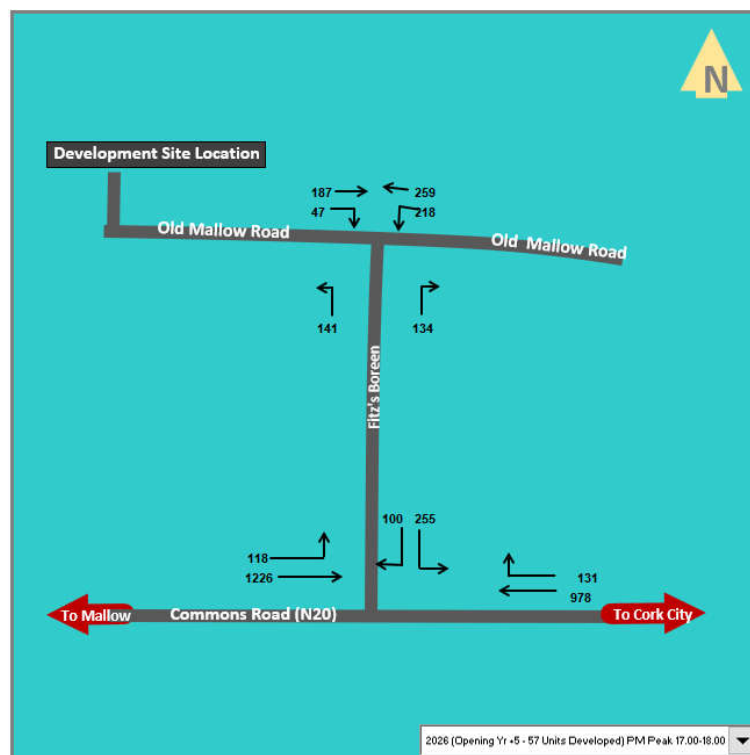 N
Development Site Location
187
259
47
218
Old Mallow Road
Old Mallow Road
141
134
Fitz's Boreen
100
255
118
1226
131
978
To Mallow
Commons Road (N20)
To Cork City
2026 (Opening Yr +5 - 57 Units Developed) PM Peak 17.00-18.00